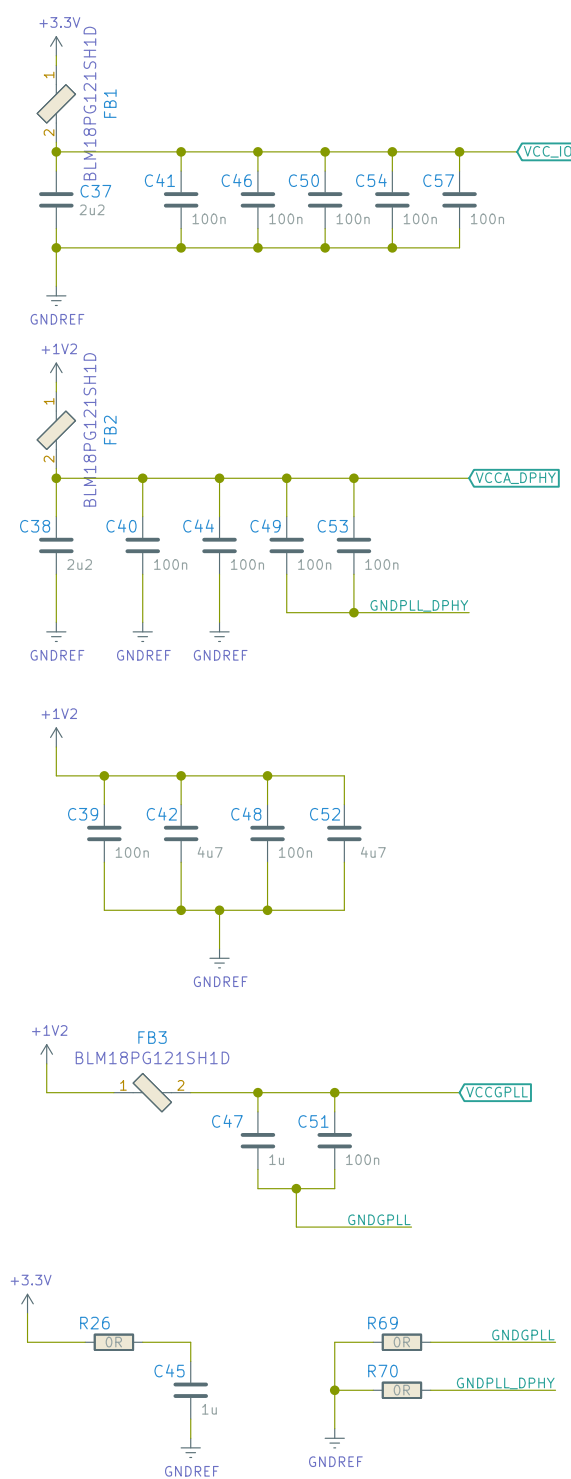 +3.3V
1
2
BLM18PG121SH1D
FB1
VCC_IO
C37
2u2
C41
100n
C46
100n
C50
100n
C54
100n
C57
100n
GNDREF
+1V2
1
2
BLM18PG121SH1D
FB2
VCCA_DPHY
C38
2u2
C40
100n
C44
100n
C49
100n
C53
100n
GNDPLL_DPHY
GNDREF
GNDREF
GNDREF
+1V2
C39
100n
C42
4u7
C48
100n
C52
4u7
GNDREF
+1V2
FB3
BLM18PG121SH1D
1
2
VCCGPLL
C47
1u
C51
100n
GNDGPLL
+3.3V
R26
0R
C45
1u
GNDREF
R69
0R
GNDGPLL
R70
0R
GNDPLL_DPHY
GNDREF